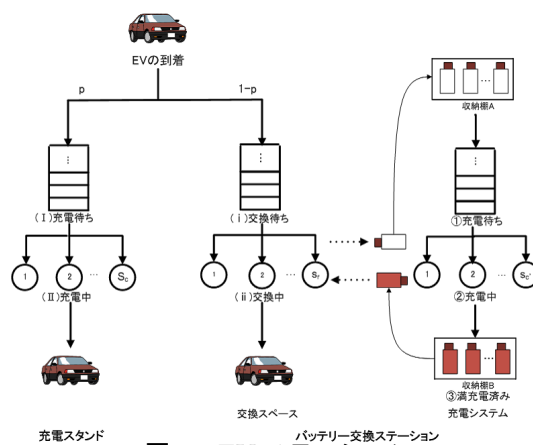 EVの到着
p
1-p
収納棚A
(Ⅰ)充電待ち
(ⅰ)交換待ち
①充電待ち
1 2 … Sc
1 2 … Sr
1 2 … Sc'
(Ⅱ)充電中
(ⅱ)交換中
②充電中
収納棚B
③満充電済み
交換スペース
充電システム
充電スタンド
バッテリー交換ステーション